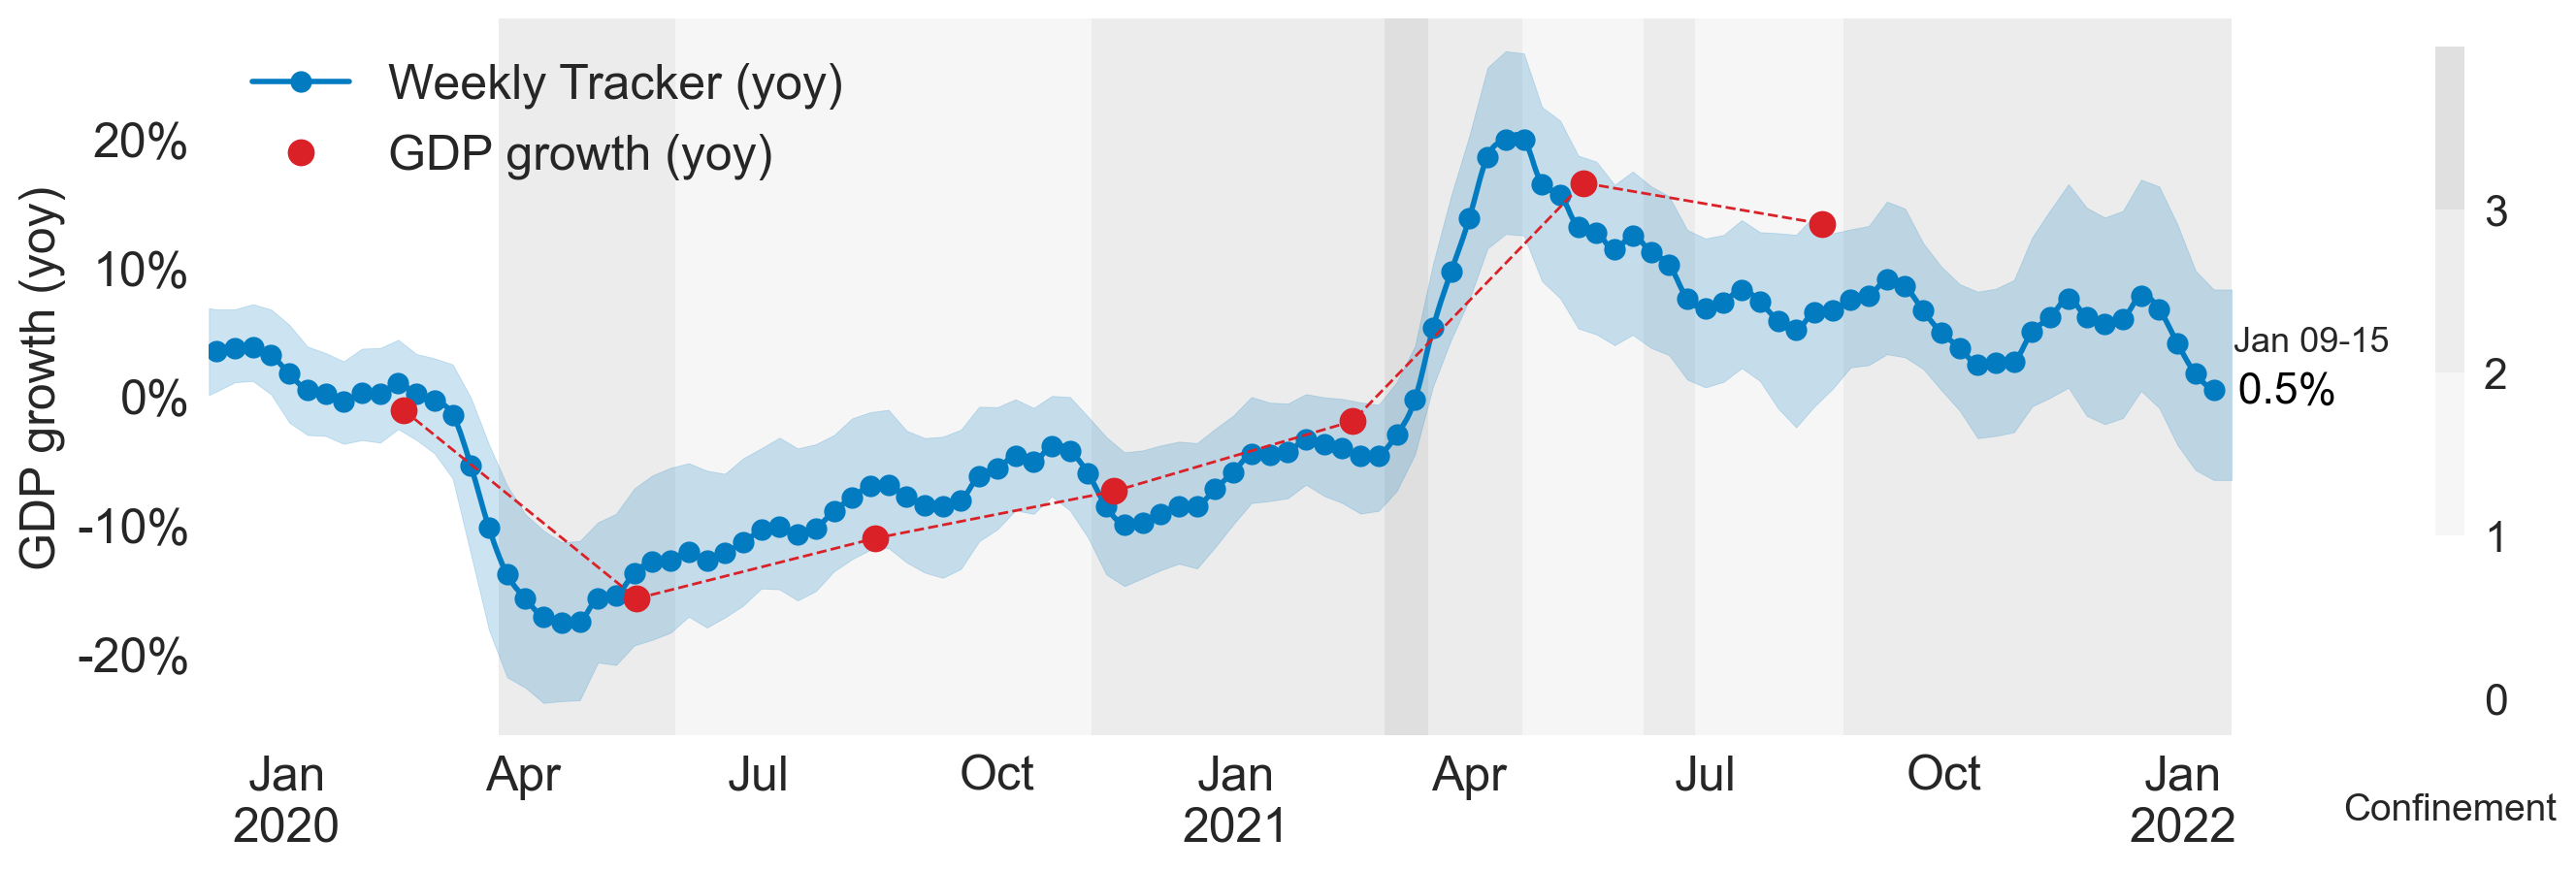 Weekly Tracker (yoy)
GDP growth (yoy)
GDP growth (yoy)
20%
10%
0%
-10%
-20%
Jan 09-15
0.5%
3
2
1
0
Confinement
Jan Apr Jul Oct Jan Apr Jul Oct Jan
2020 2021 2022